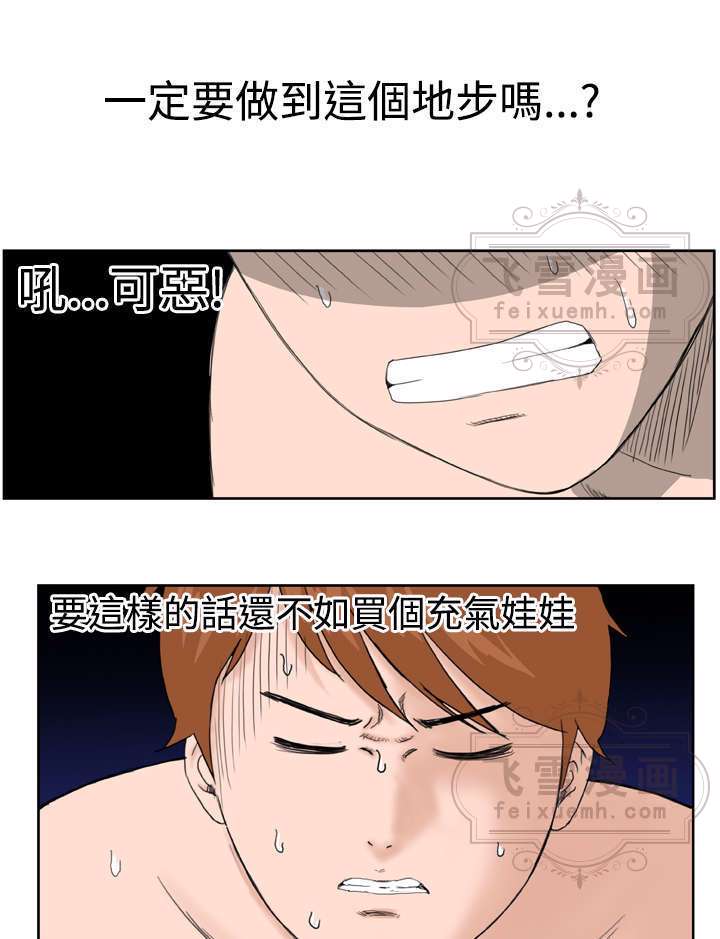 一定要做到這個地步嗎...?
飞雪漫画
feixuemh.com
吼...可惡!
要這樣的話還不如買個充氣娃娃
飞雪漫画
feixuemh.com